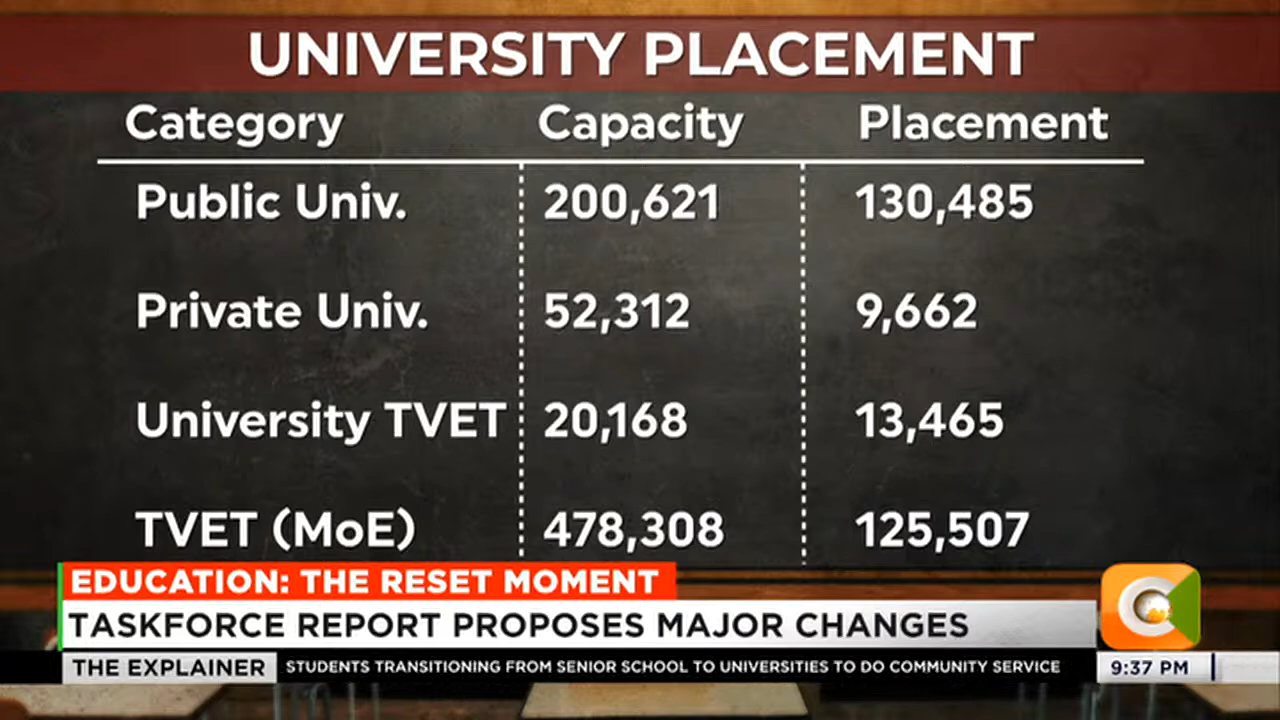 UNIVERSITY PLACEMENT
Category Capacity Placement
Public Univ. 200,621 130,485
Private Univ. 52,312 9,662
University TVET 20,168 13,465
TVET (MoE) 478,308 125,507
EDUCATION: THE RESET MOMENT
TASKFORCE REPORT PROPOSES MAJOR CHANGES
THE EXPLAINER STUDENTS TRANSITIONING FROM SENIOR SCHOOL TO UNIVERSITIES TO DO COMMUNITY SERVICE 9:37 PM